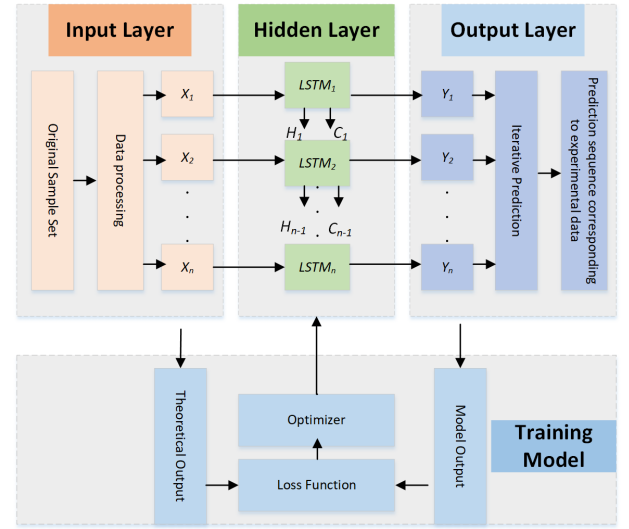 Input Layer
Hidden Layer
Output Layer
Original Sample Set
Data processing
X1
X2
Xn
LSTM1
H1
C1
LSTM2
Hn-1
Cn-1
LSTMn
Y1
Y2
Yn
Iterative Prediction
Prediction sequence corresponding
to experimental data
Theoretical Output
Optimizer
Loss Function
Model Output
Training
Model